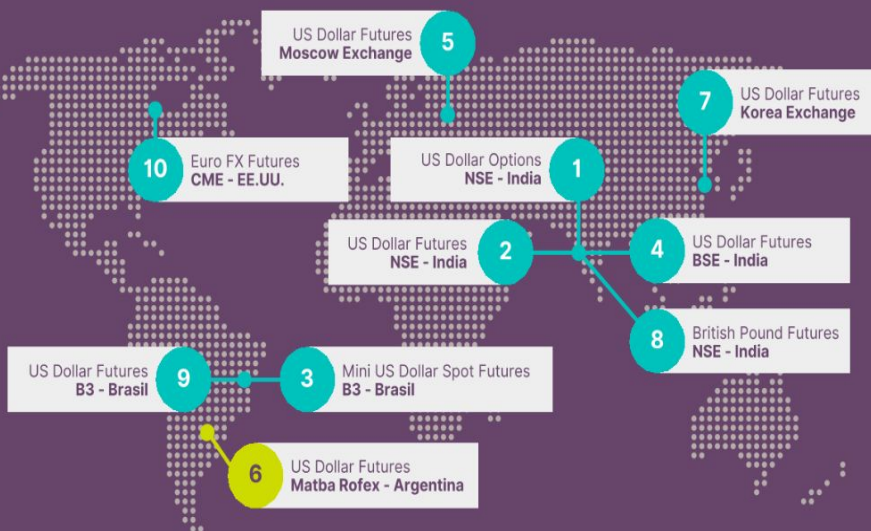 US Dollar Futures
Moscow Exchange
5
7
US Dollar Futures
Korea Exchange
10
Euro FX Futures
CME - EE.UU.
US Dollar Options
NSE - India
1
US Dollar Futures
NSE - India
2
4
US Dollar Futures
BSE - India
8
British Pound Futures
NSE - India
US Dollar Futures
B3 - Brasil
9
3
Mini US Dollar Spot Futures
B3 - Brasil
6
US Dollar Futures
Matba Rofex - Argentina